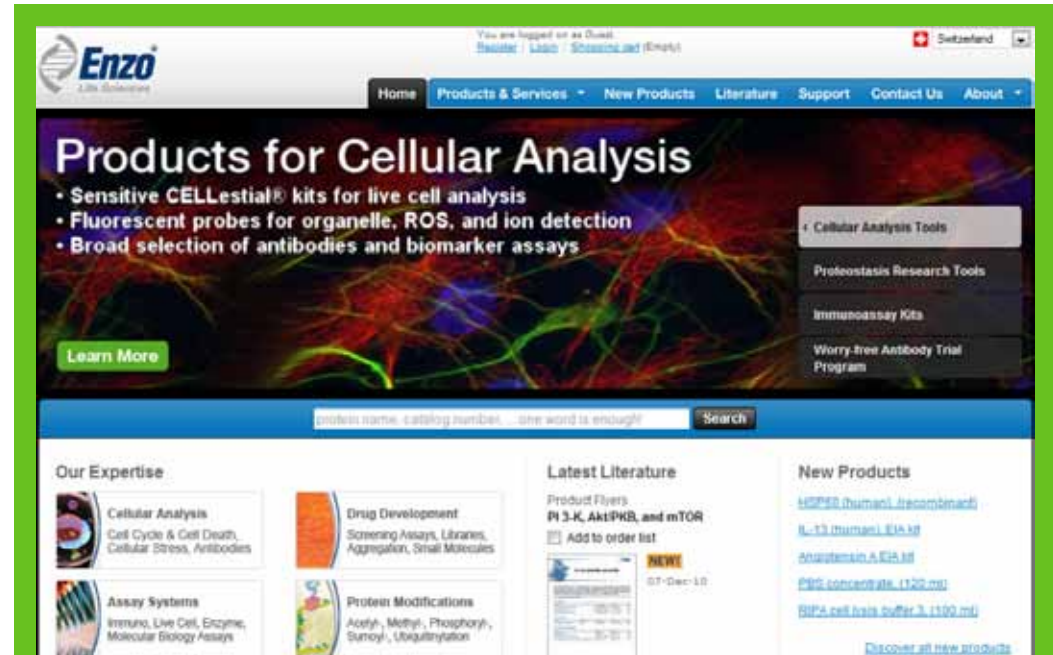 You are logged on as Guest.
Register | Login | Shopping cart (Empty)
Switzerland
Enzo
Life Sciences
Home
Products & Services
New Products
Literature
Support
Contact Us
About
Products for Cellular Analysis
• Sensitive CELLestial® kits for live cell analysis
• Fluorescent probes for organelle, ROS, and ion detection
• Broad selection of antibodies and biomarker assays
Learn More
Cellular Analysis Tools
Proteostasis Research Tools
Immunoassay Kits
Worry-free Antibody Trial
Program
protein name, catalog number, ... one word is enough!
Search
Our Expertise
Cellular Analysis
Cell Cycle & Cell Death,
Cellular Stress, Antibodies
Drug Development
Screening Assays, Libraries,
Aggregation, Small Molecules
Assay Systems
Immuno, Live Cell, Enzyme,
Molecular Biology Assays
Protein Modifications
Acetyl-, Methyl-, Phosphoryl-,
Sumoyl-, Ubiquitinylation
Latest Literature
Product Flyers
PI 3-K, Akt/PKB, and mTOR
Add to order list
NEW!
07-Dec-10
New Products
HSP60 (human), (recombinant)
IL-13 (human), EIA kit
Angiotensin A EIA kit
PBS concentrate, (120 ml)
RIPA cell lysis buffer 3, (100 ml)
Discover all new products